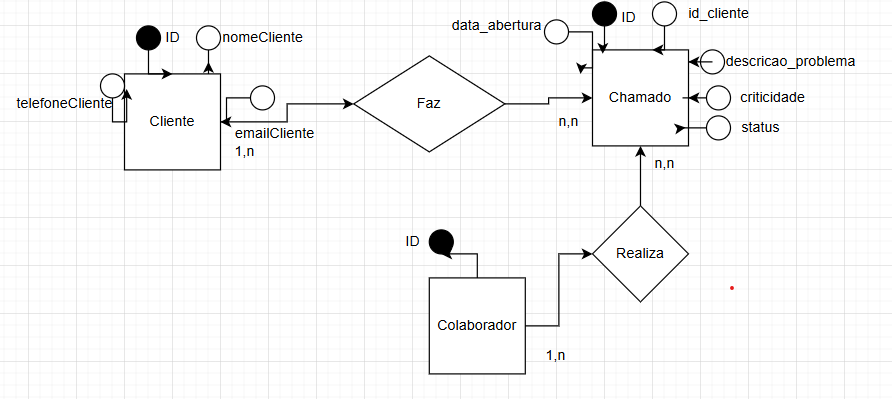 data_abertura
ID
id_cliente
ID
nomeCliente
descricao_problema
telefoneCliente
Cliente
Faz
Chamado
criticidade
emailCliente
1,n
n,n
status
n,n
ID
Realiza
Colaborador
1,n